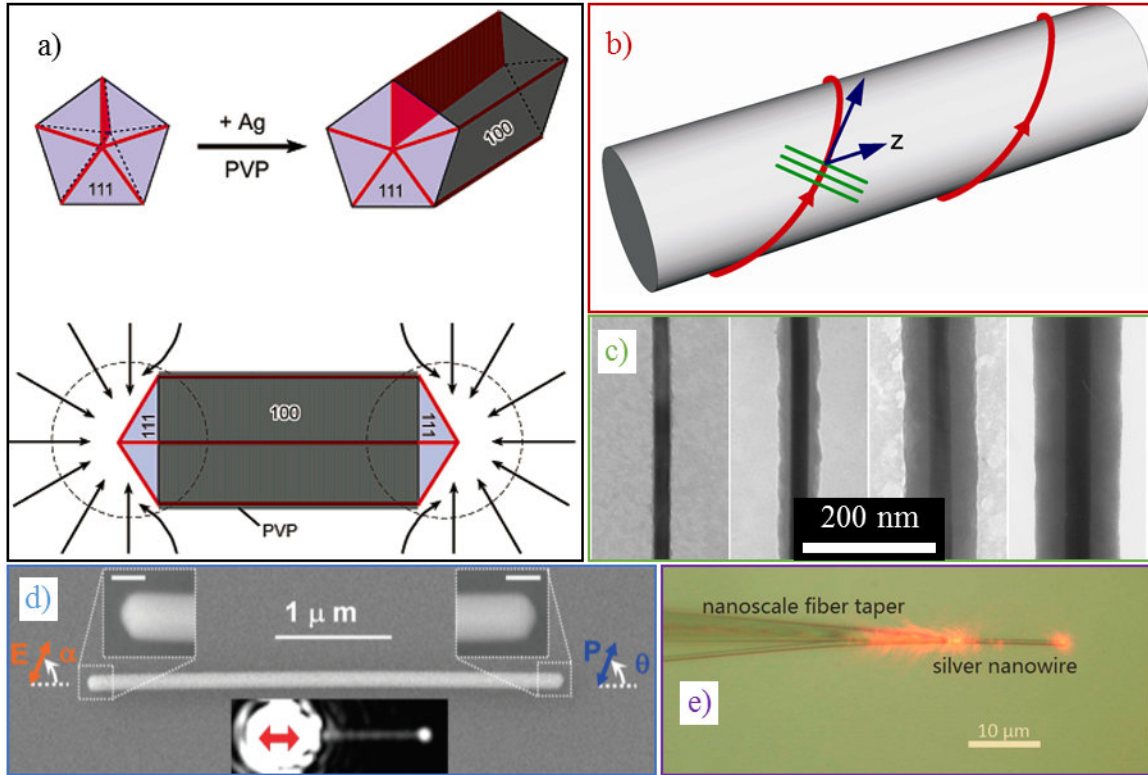 a)
+ Ag
PVP
111
111
100
111
100
111
PVP
b)
z
c)
200 nm
d)
1 μ m
E
α
P
θ
nanoscale fiber taper
silver nanowire
e)
10 μm